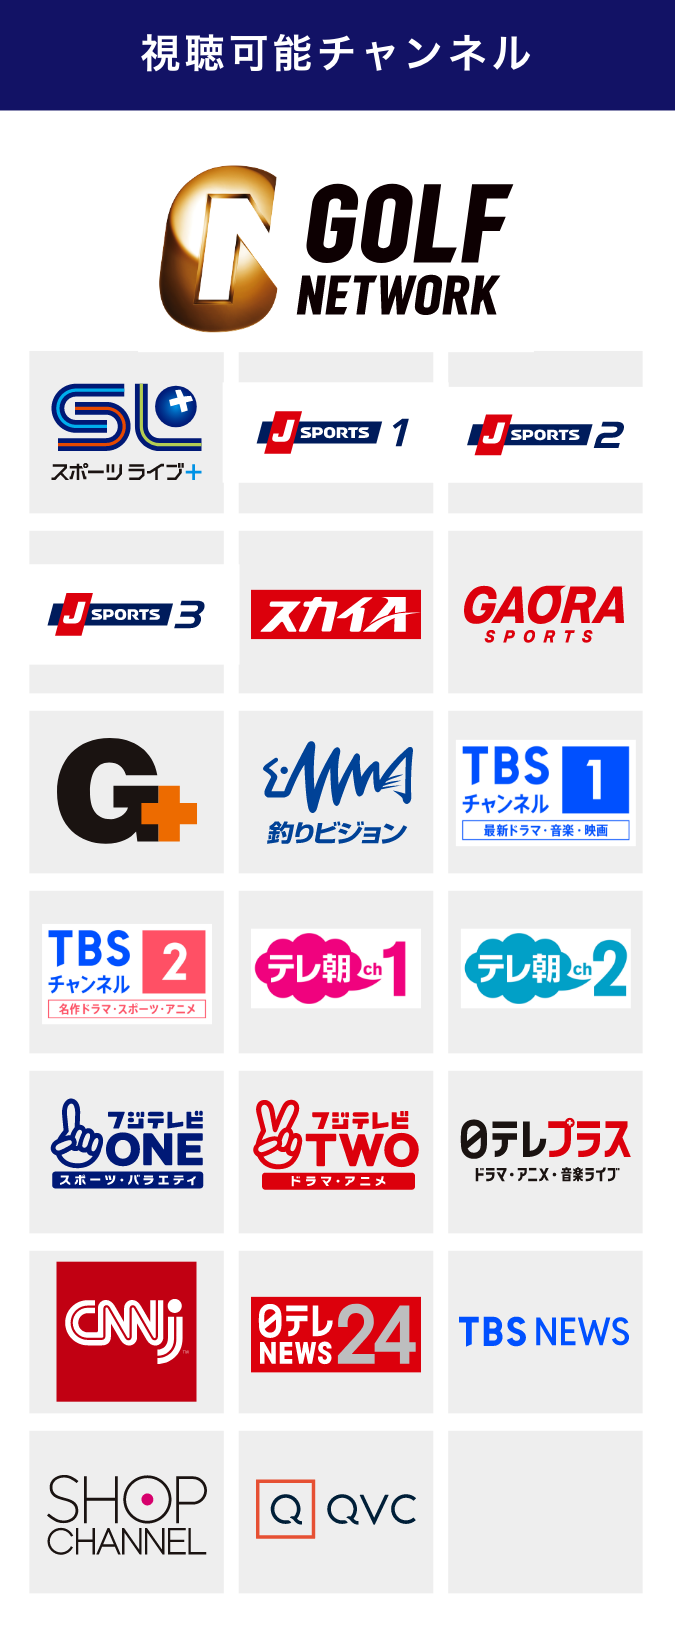 視聴可能チャンネル
GOLF
NETWORK
SL+
スポーツ ライブ+
J SPORTS 1
J SPORTS 2
J SPORTS 3
スカイA
GAORA
SPORTS
G+
釣りビジョン
TBS
チャンネル
1
最新ドラマ・音楽・映画
TBS
チャンネル
2
名作ドラマ・スポーツ・アニメ
テレ朝ch1
テレ朝ch2
フジテレビ
ONE
スポーツ・バラエティ
フジテレビ
TWO
ドラマ・アニメ
日テレプラス
ドラマ・アニメ・音楽ライブ
CNNj
™
日テレ
NEWS24
TBS NEWS
SHOP
CHANNEL
Q QVC